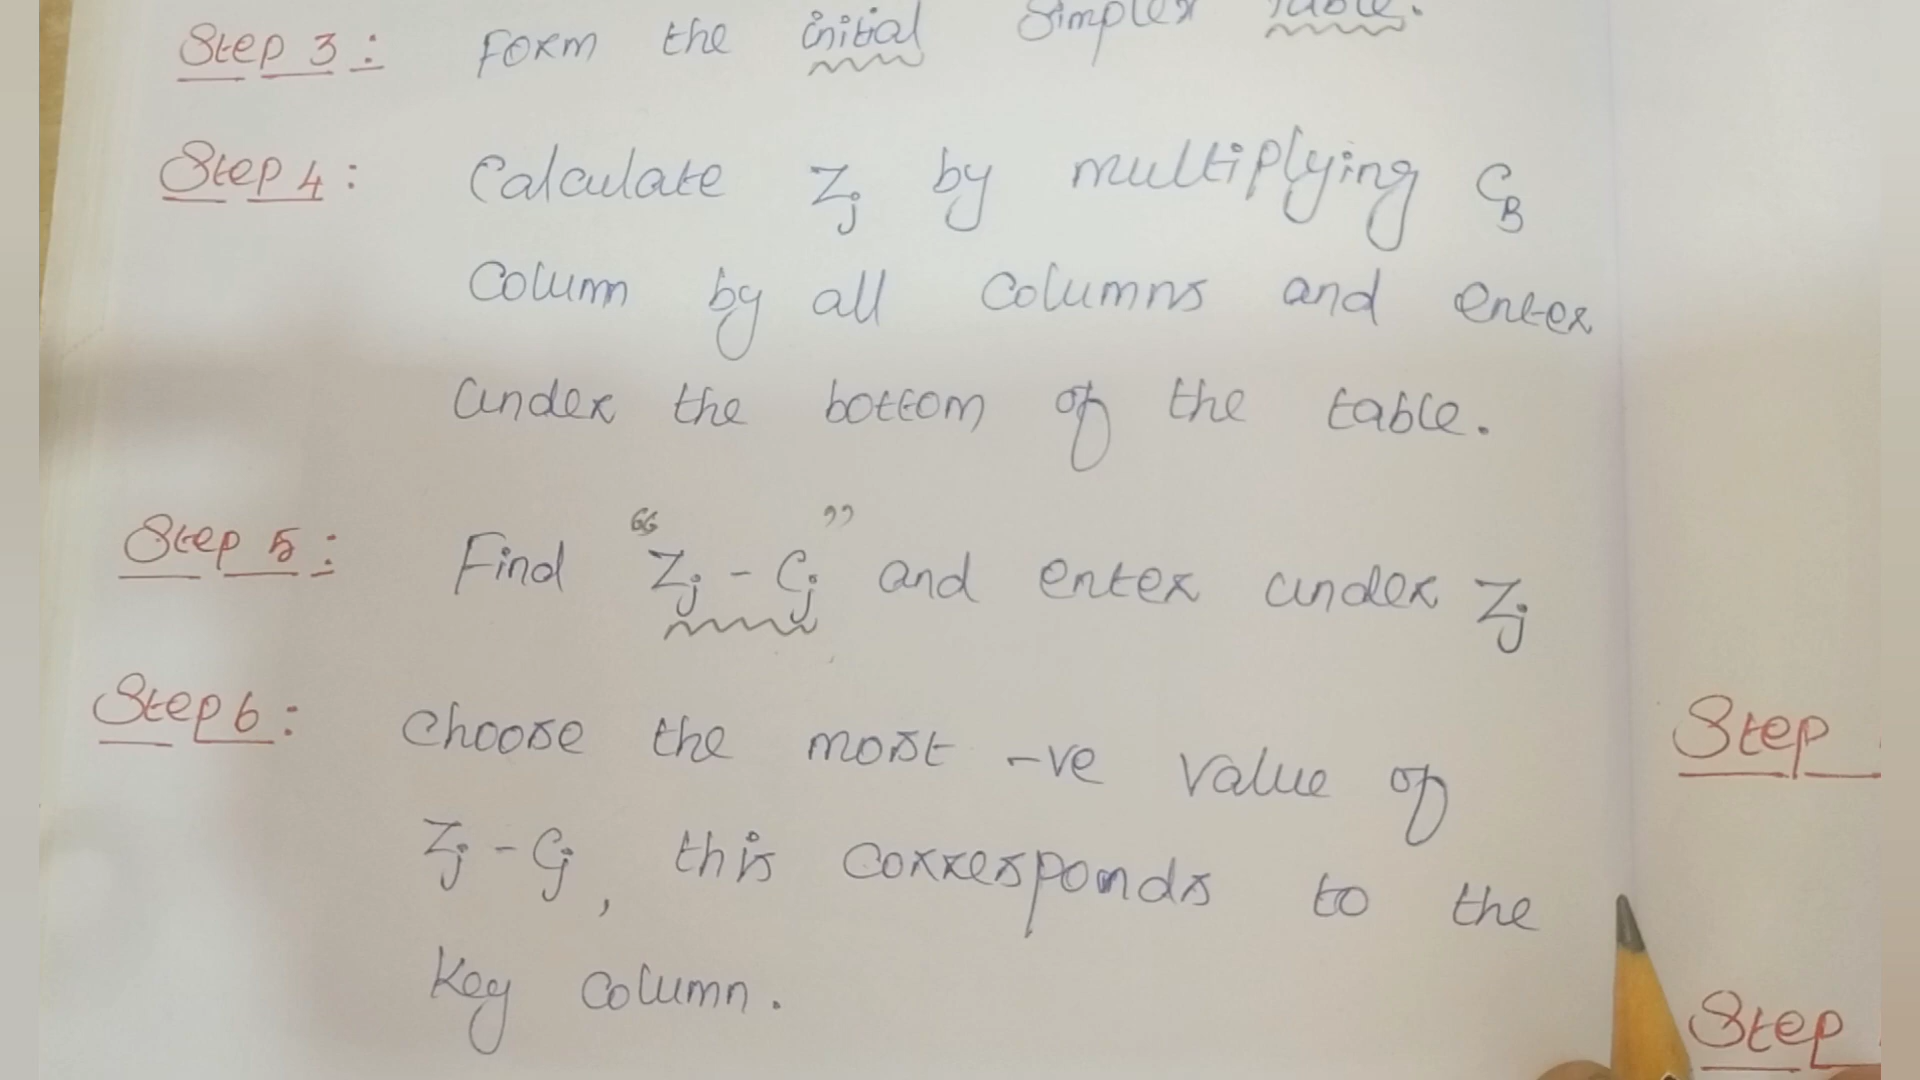 Step 3: Form the initial Simplex table.
Step 4: Calculate Zj by multiplying CB
Column by all columns and enter
under the bottom of the table.
Step 5: Find "Zj - Cj" and enter under Zj
Step 6: Choose the most -ve value of
Zj - Cj, this corresponds to the
key column.
Step
Step